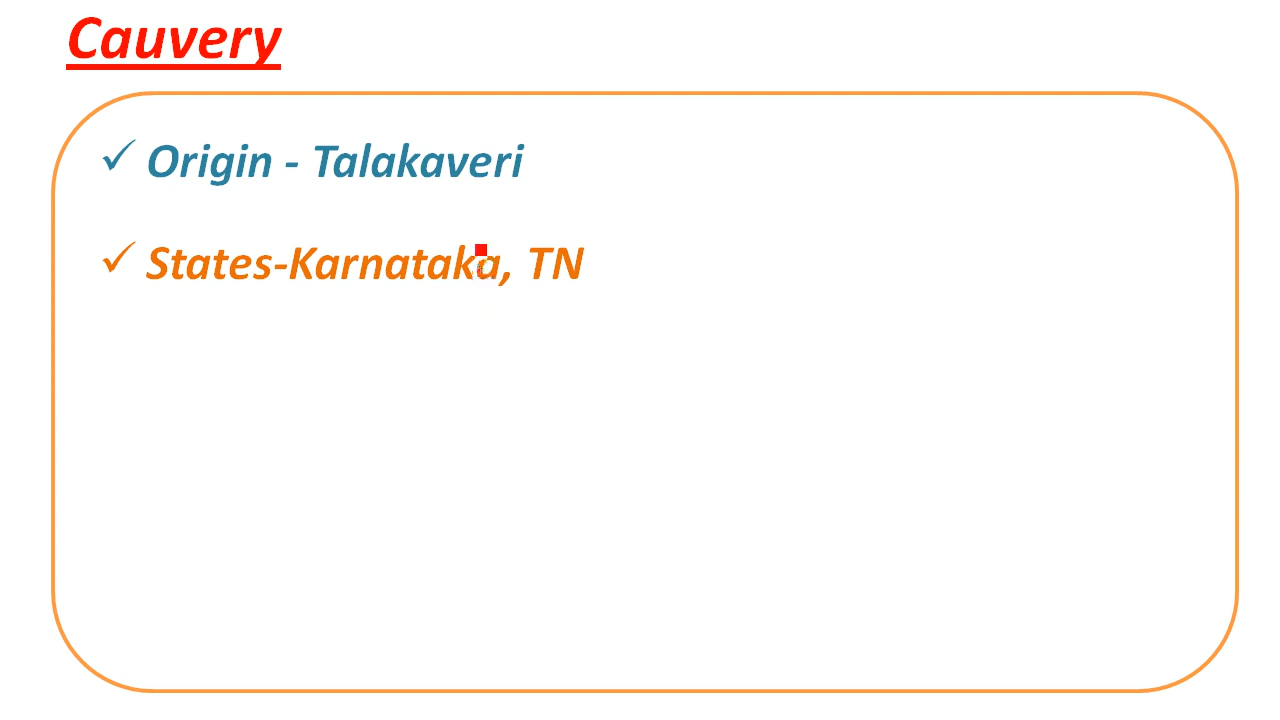 Cauvery
✓ Origin - Talakaveri
✓ States-Karnataka, TN